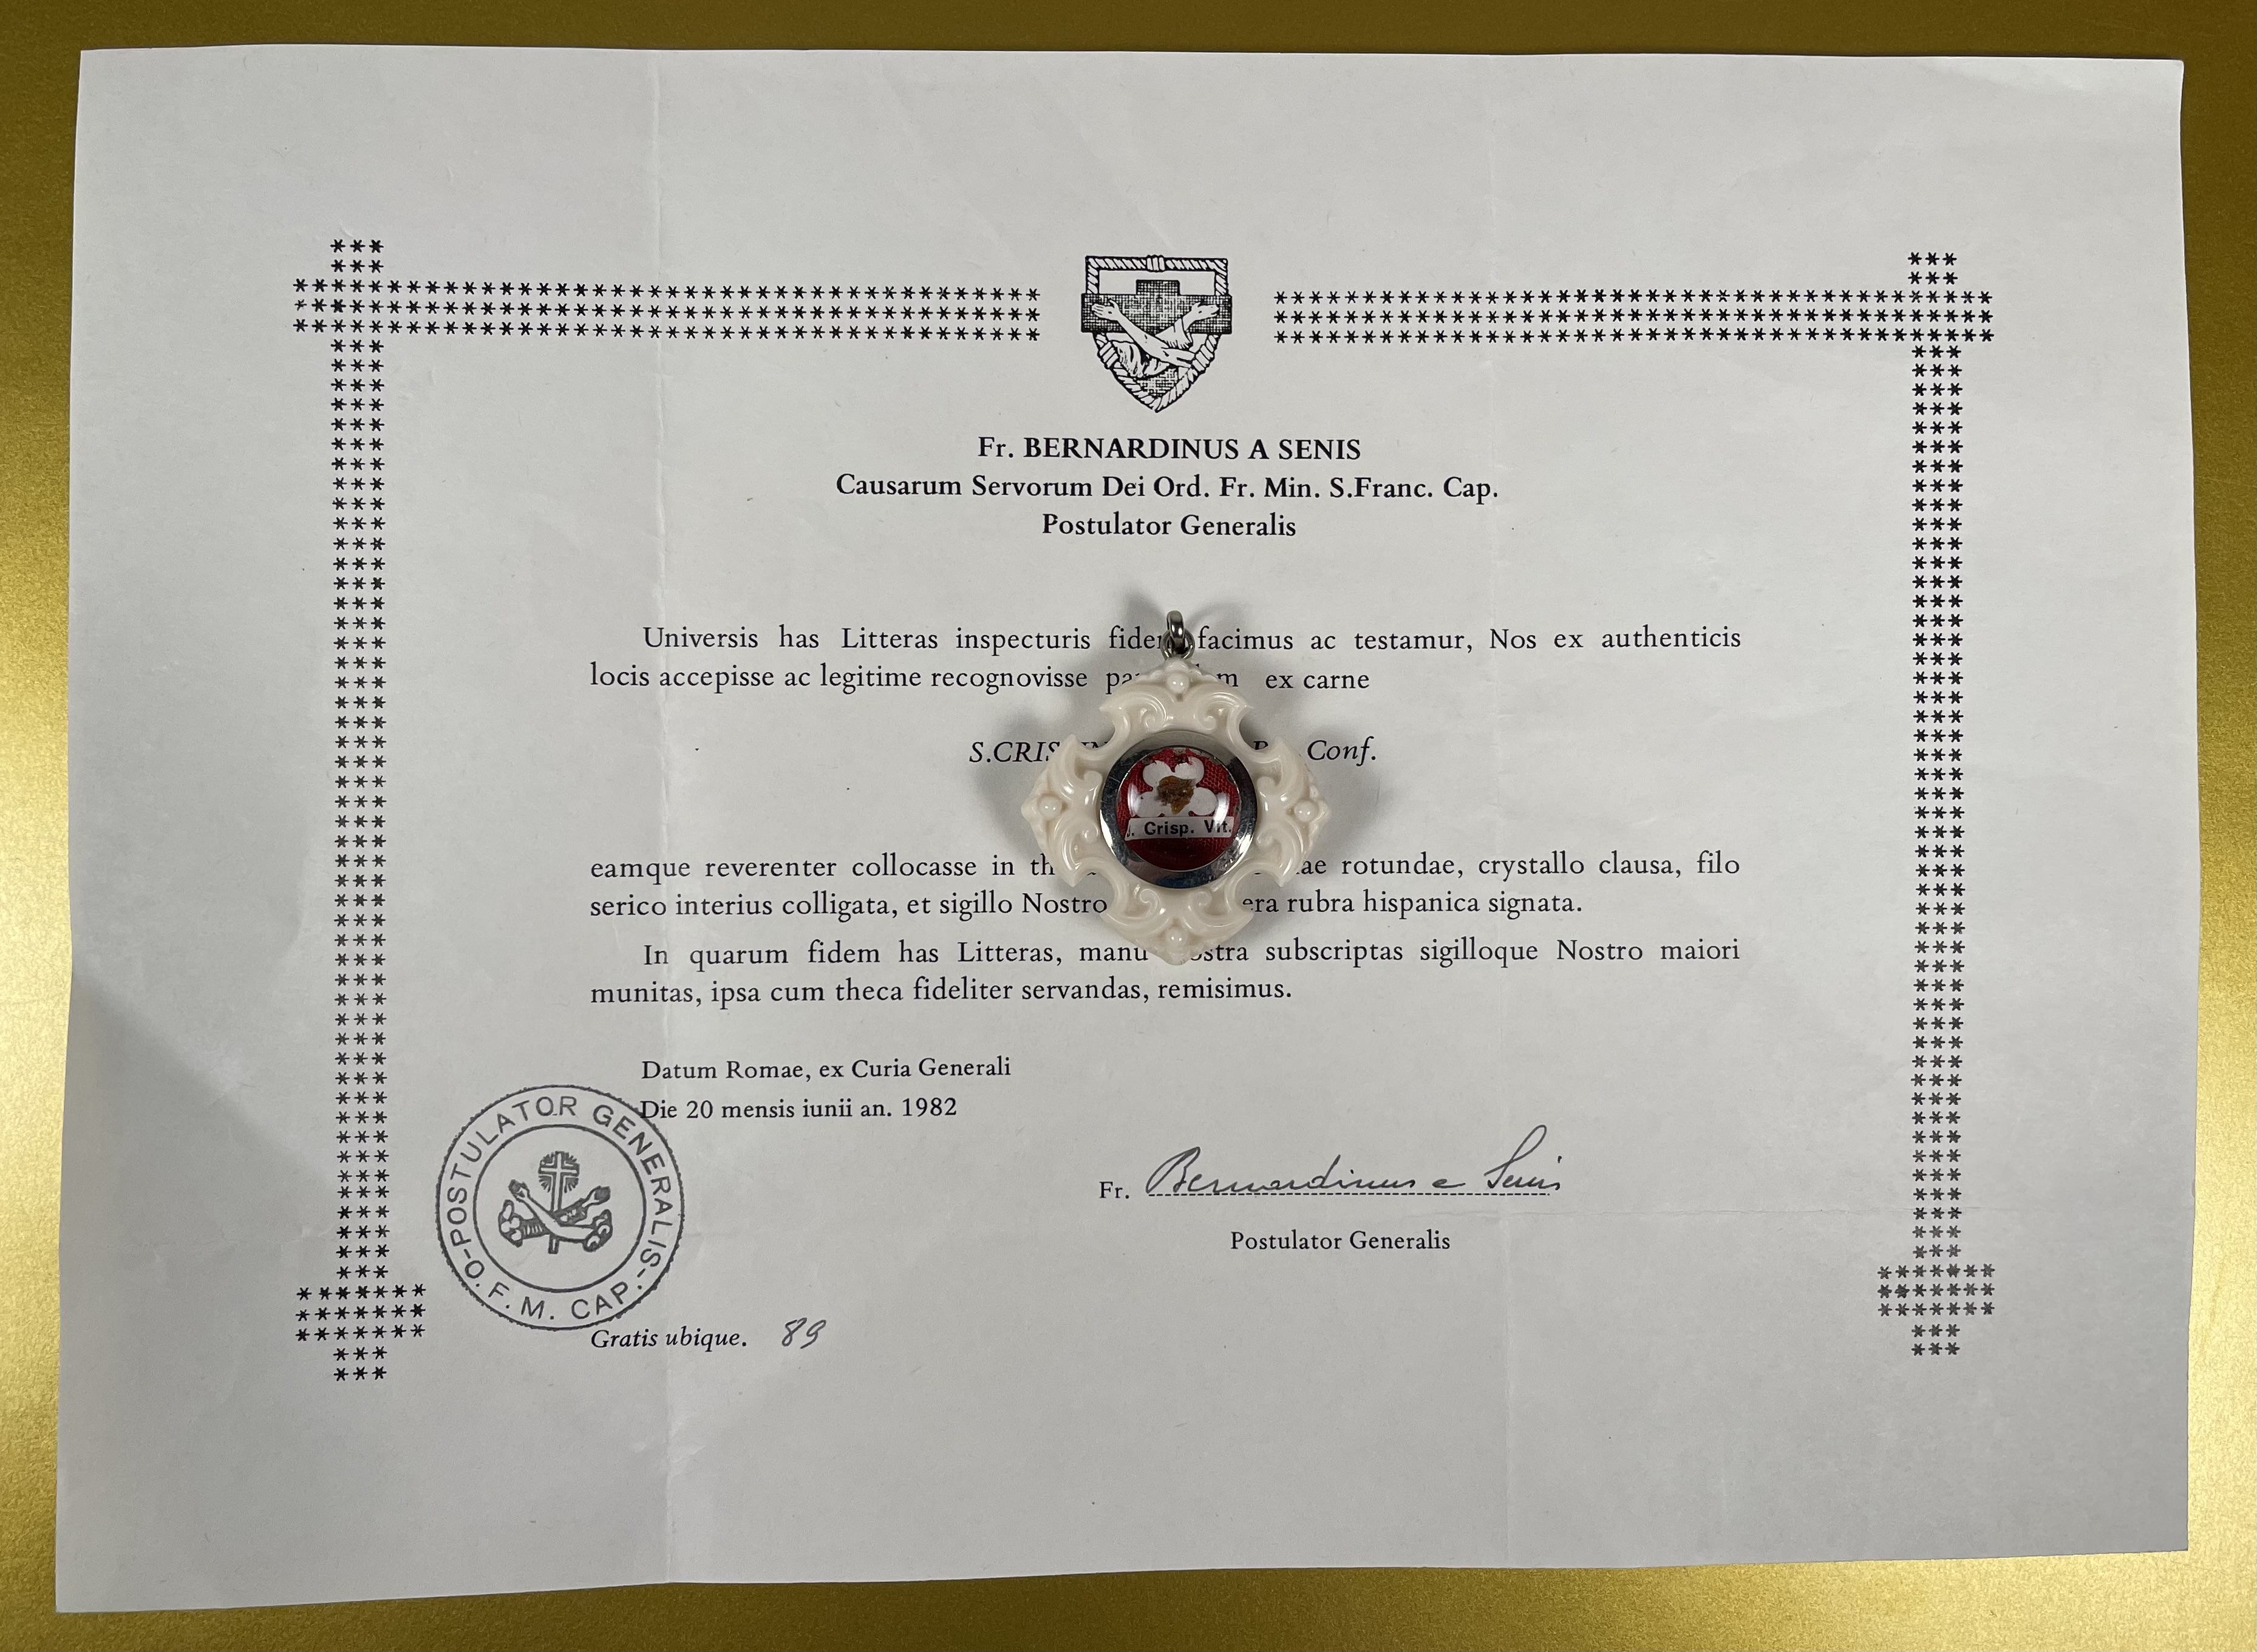 Fr. BERNARDINUS A SENIS
Causarum Servorum Dei Ord. Fr. Min. S.Franc. Cap.
Postulator Generalis
Universis has Litteras inspecturis facimus ac testamur, Nos ex authenticis
locis accepisse ac legitime recognovisse ex carne
Conf.
. Crisp. Vit.
eamque reverenter collocasse in rotundae, crystallo clausa, filo
serico interius colligata, et sigillo Nostro rubra hispanica signata.
In quarum fidem has Litteras, manu subscriptas sigilloque Nostro maiori
munitas, ipsa cum theca fideliter servandas, remisimus.
Datum Romae, ex Curia Generali
Die 20 mensis iunii an. 1982
POSTULATOR GENERALIS-O.F.M. CAP.-
Fr. Bernardinus a Senis
Postulator Generalis
Gratis ubique. 89